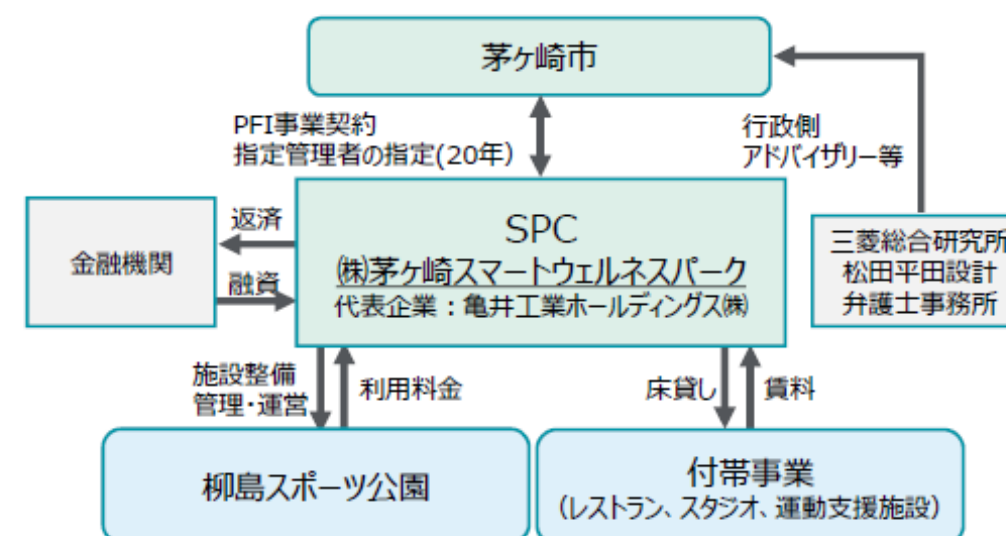 茅ヶ崎市
PFI事業契約
指定管理者の指定(20年)
行政側
アドバイザリー等
金融機関
返済
融資
SPC
㈱茅ヶ崎スマートウェルネスパーク
代表企業：亀井工業ホールディングス㈱
三菱総合研究所
松田平田設計
弁護士事務所
施設整備
管理・運営
利用料金
床貸し
賃料
柳島スポーツ公園
付帯事業
（レストラン、スタジオ、運動支援施設）